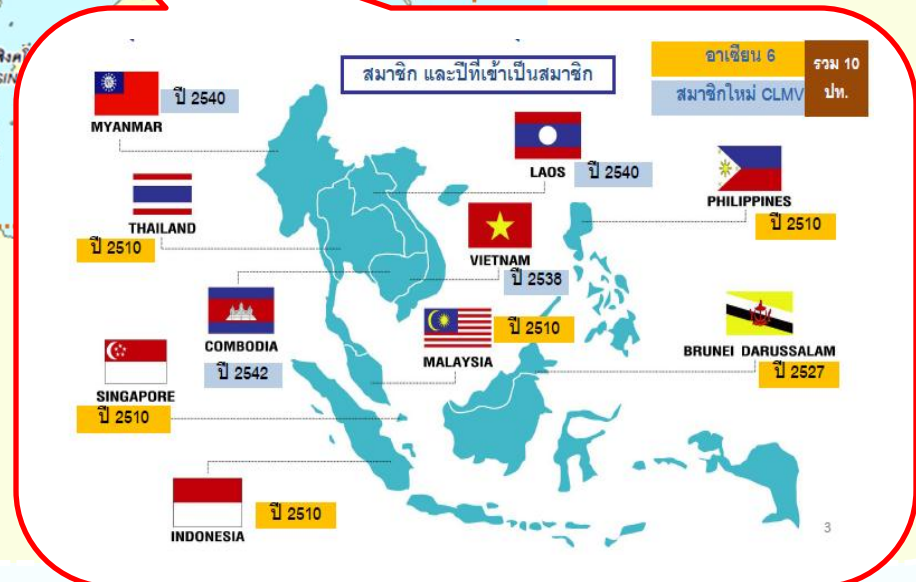 สมาชิก และปีที่เข้าเป็นสมาชิก
อาเซียน 6
สมาชิกใหม่ CLMV
รวม 10
ปท.
ปี 2540
MYANMAR
LAOS
ปี 2540
PHILIPPINES
ปี 2510
THAILAND
ปี 2510
VIETNAM
ปี 2538
COMBODIA
ปี 2542
MALAYSIA
ปี 2510
BRUNEI DARUSSALAM
ปี 2527
SINGAPORE
ปี 2510
INDONESIA
ปี 2510
3